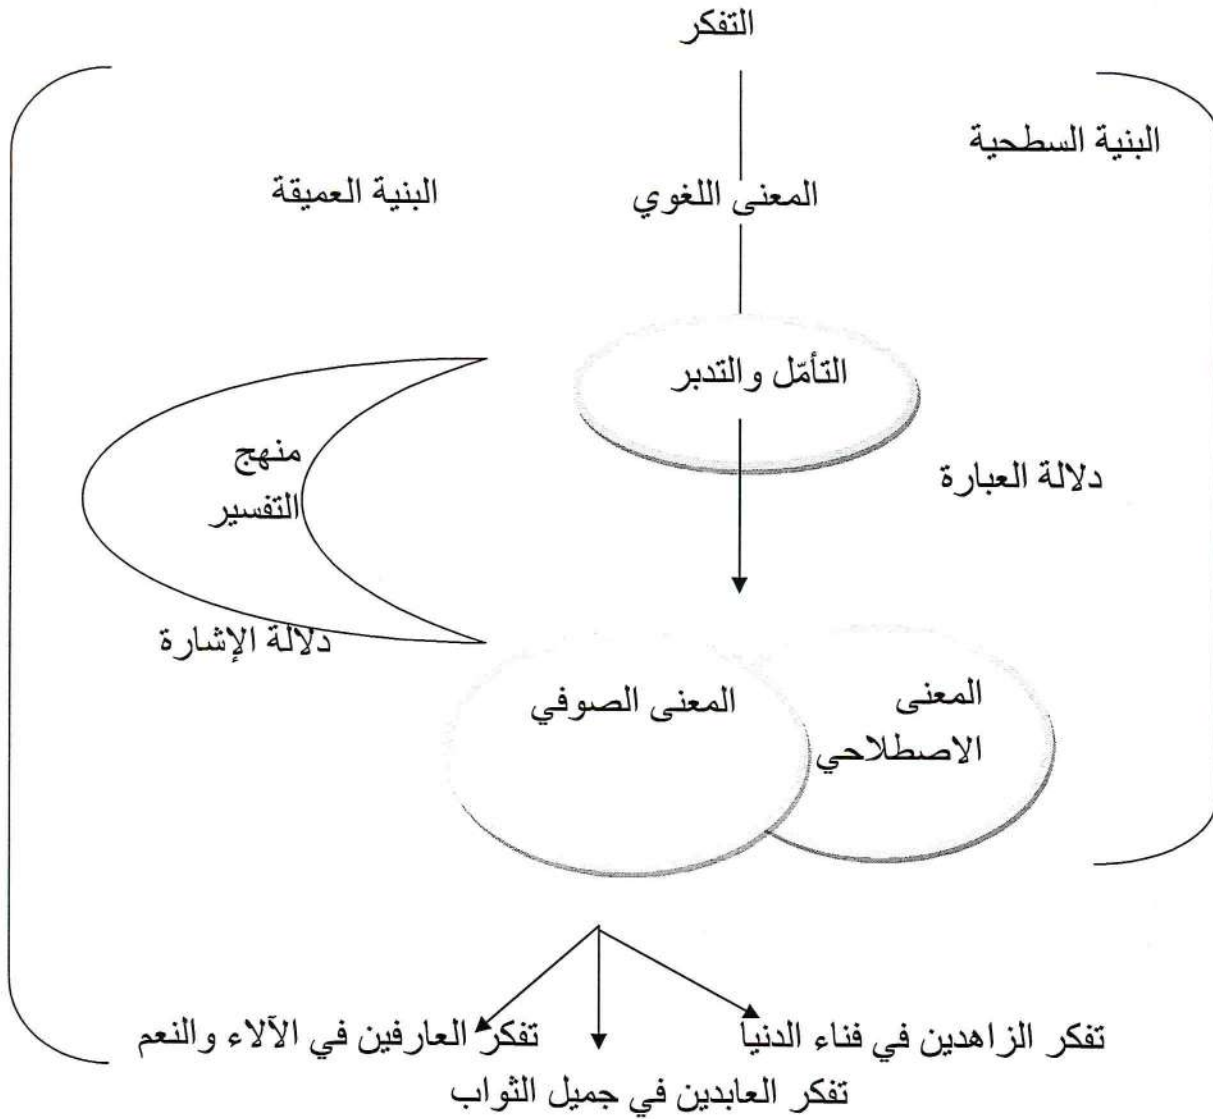 التفكر
البنية السطحية
المعنى اللغوي
البنية العميقة
التأمّل والتدبر
منهج
التفسير
دلالة العبارة
دلالة الإشارة
المعنى
الاصطلاحي
المعنى الصوفي
تفكر الزاهدين في فناء الدنيا
تفكر العارفين في الآلاء والنعم
تفكر العابدين في جميل الثواب